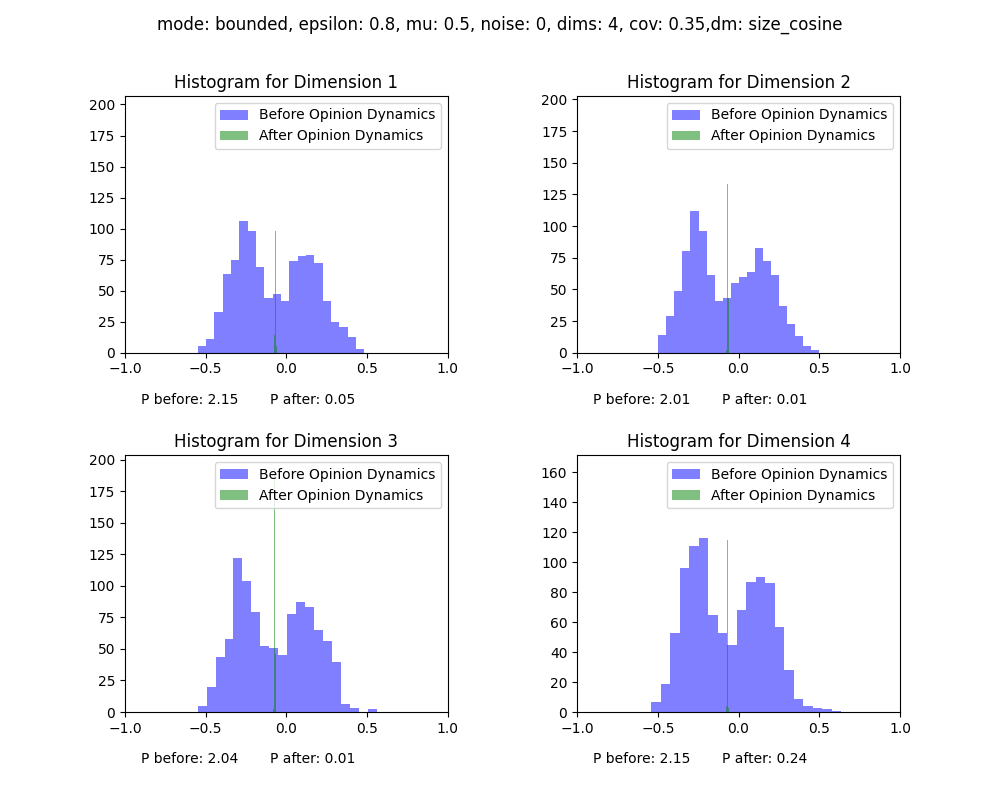 mode: bounded, epsilon: 0.8, mu: 0.5, noise: 0, dims: 4, cov: 0.35,dm: size_cosine
Histogram for Dimension 1
Before Opinion Dynamics
After Opinion Dynamics
200
175
150
125
100
75
50
25
0
−1.0 −0.5 0.0 0.5 1.0
P before: 2.15 P after: 0.05
Histogram for Dimension 2
Before Opinion Dynamics
After Opinion Dynamics
200
175
150
125
100
75
50
25
0
−1.0 −0.5 0.0 0.5 1.0
P before: 2.01 P after: 0.01
Histogram for Dimension 3
Before Opinion Dynamics
After Opinion Dynamics
200
175
150
125
100
75
50
25
0
−1.0 −0.5 0.0 0.5 1.0
P before: 2.04 P after: 0.01
Histogram for Dimension 4
Before Opinion Dynamics
After Opinion Dynamics
160
140
120
100
80
60
40
20
0
−1.0 −0.5 0.0 0.5 1.0
P before: 2.15 P after: 0.24